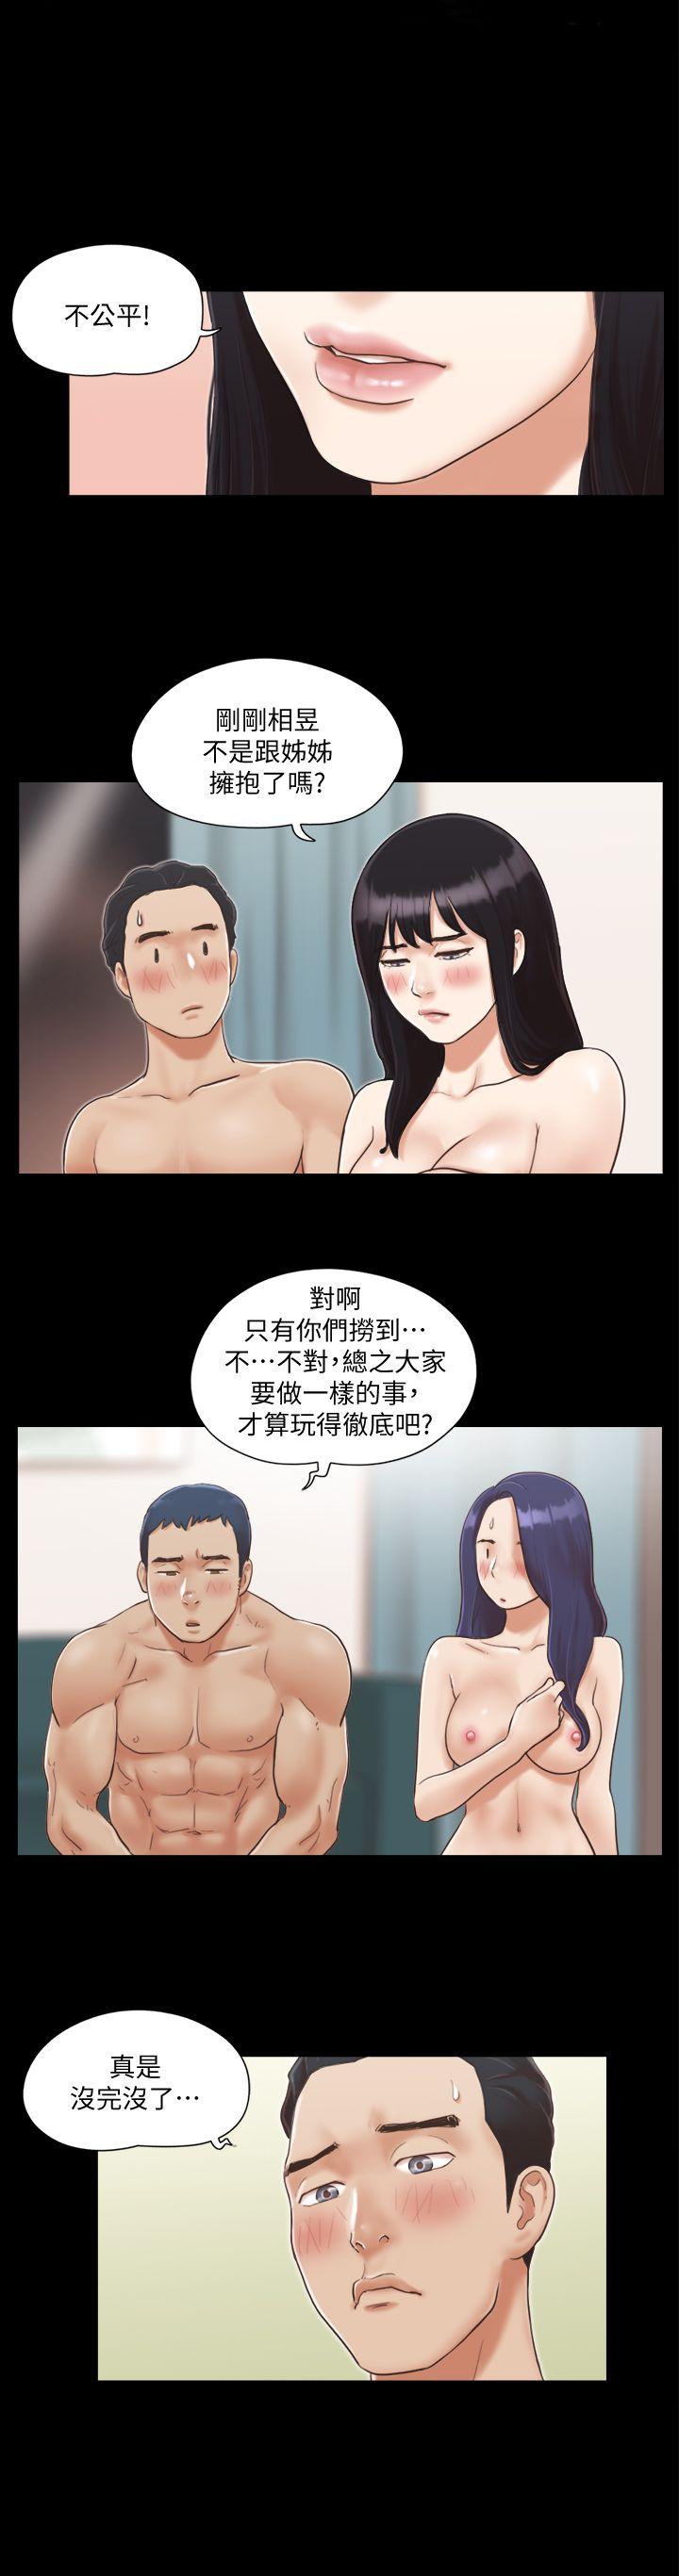 不公平!
剛剛相昱
不是跟姊姊
擁抱了嗎?
對啊
只有你們撈到⋯
不⋯不對,總之大家
要做一樣的事,
才算玩得徹底吧?
真是
沒完沒了⋯